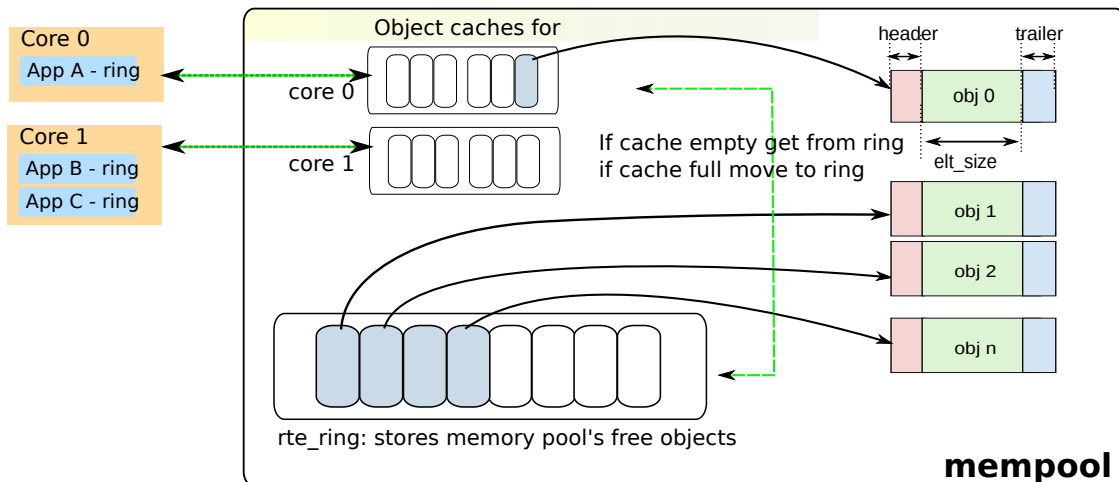 Core 0
App A - ring
Core 1
App B - ring
App C - ring
Object caches for
core 0
core 1
If cache empty get from ring
if cache full move to ring
header
trailer
obj 0
elt_size
obj 1
obj 2
obj n
rte_ring: stores memory pool's free objects
mempool